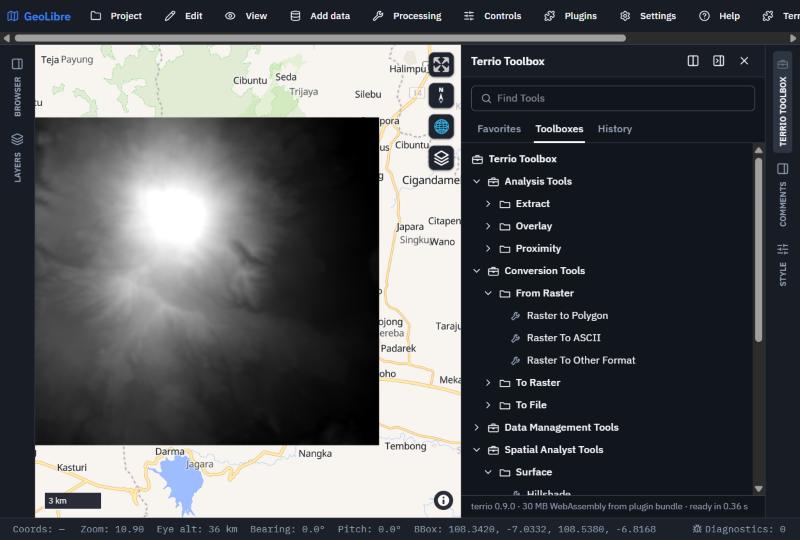 GeoLibre Project Edit View Add data Processing Controls Plugins Settings Help
BROWSER
LAYERS
Teja Payung
Cibuntu
Seda
Trijaya
Halimpu
Silebu
14
pora
us
Cibuntu
Cigandame
Japara
Citapen
Singku
Wano
ojong
ereba
Taraju
Padarek
oho
Meka
Tembong
Darma
Jagara
Nangka
Kasturi
N
3 km
Terrio Toolbox
Find Tools
Favorites Toolboxes History
Terrio Toolbox
Analysis Tools
Extract
Overlay
Proximity
Conversion Tools
From Raster
Raster to Polygon
Raster To ASCII
Raster To Other Format
To Raster
To File
Data Management Tools
Spatial Analyst Tools
Surface
Hillshade
terrio 0.9.0 · 30 MB WebAssembly from plugin bundle · ready in 0.36 s
TERRIO TOOLBOX
COMMENTS
STYLE
Coords: — Zoom: 10.90 Eye alt: 36 km Bearing: 0.0° Pitch: 0.0° BBox: 108.3420, -7.0332, 108.5380, -6.8168 Diagnostics: 0